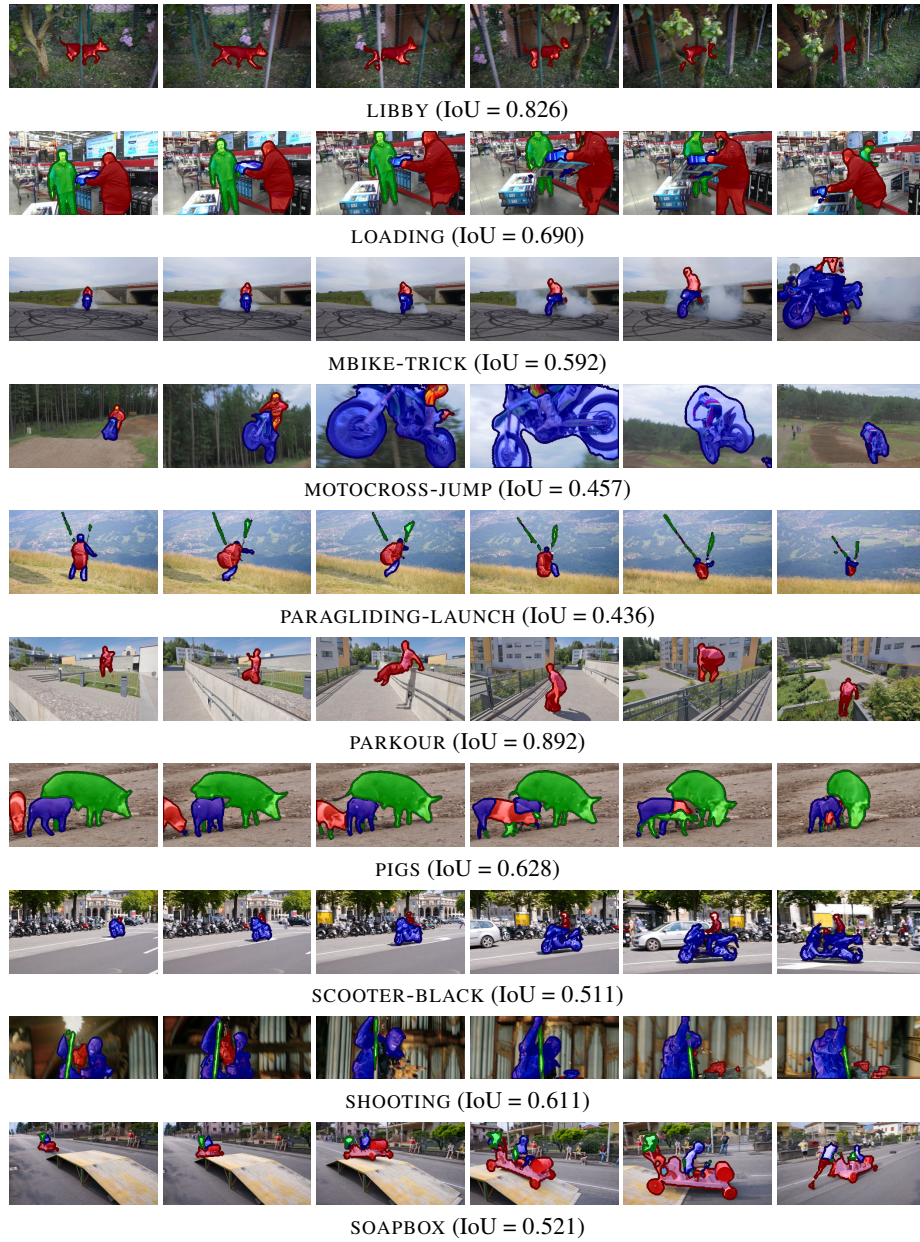 LIBBY (IoU = 0.826)
LOADING (IoU = 0.690)
MBIKE-TRICK (IoU = 0.592)
MOTOCROSS-JUMP (IoU = 0.457)
PARAGLIDING-LAUNCH (IoU = 0.436)
PARKOUR (IoU = 0.892)
PIGS (IoU = 0.628)
SCOOTER-BLACK (IoU = 0.511)
SHOOTING (IoU = 0.611)
SOAPBOX (IoU = 0.521)